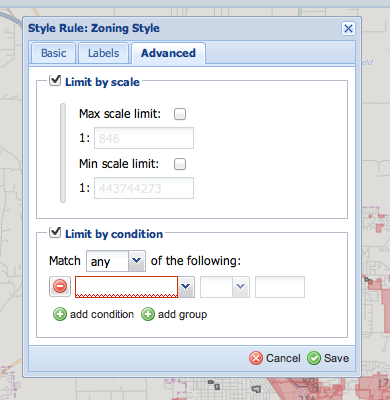 Style Rule: Zoning Style
Basic Labels Advanced
Limit by scale
Max scale limit:
1: 846
Min scale limit:
1: 443744273
Limit by condition
Match any of the following:
add condition add group
Cancel Save
17